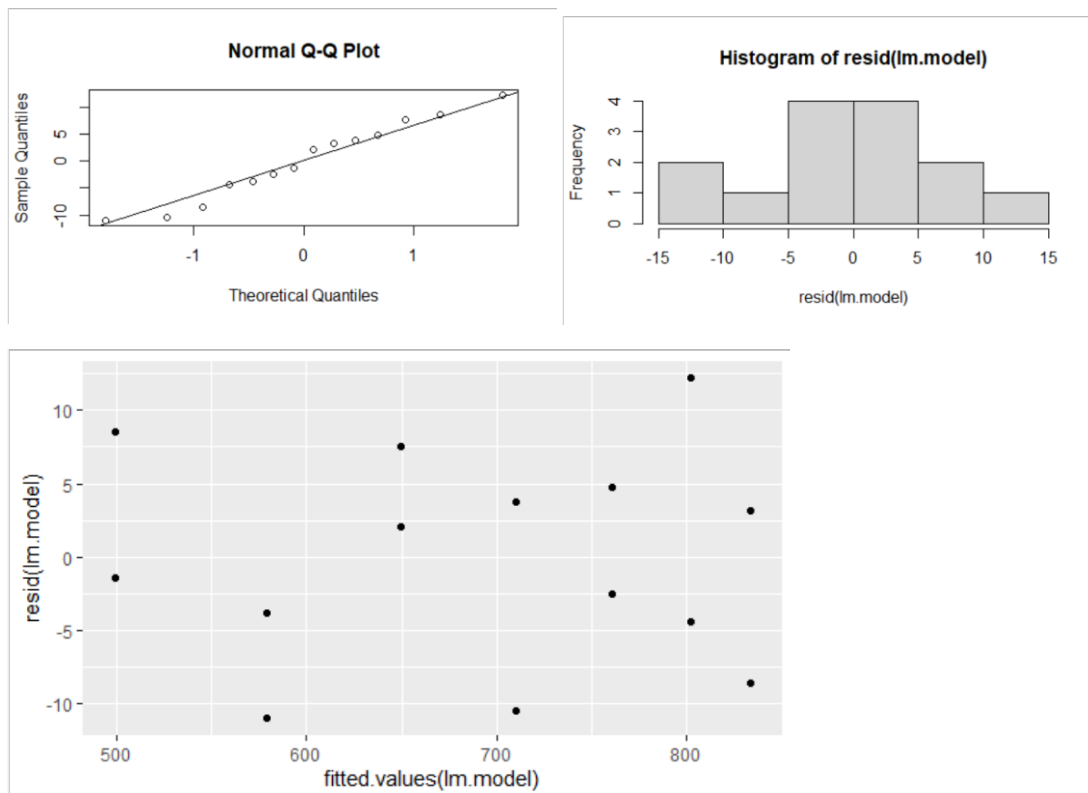 Normal Q-Q Plot
Sample Quantiles
5
0
-10
-1 0 1
Theoretical Quantiles
Histogram of resid(lm.model)
Frequency
4
3
2
1
0
-15 -10 -5 0 5 10 15
resid(lm.model)
resid(lm.model)
10
5
0
-5
-10
500 600 700 800
fitted.values(lm.model)